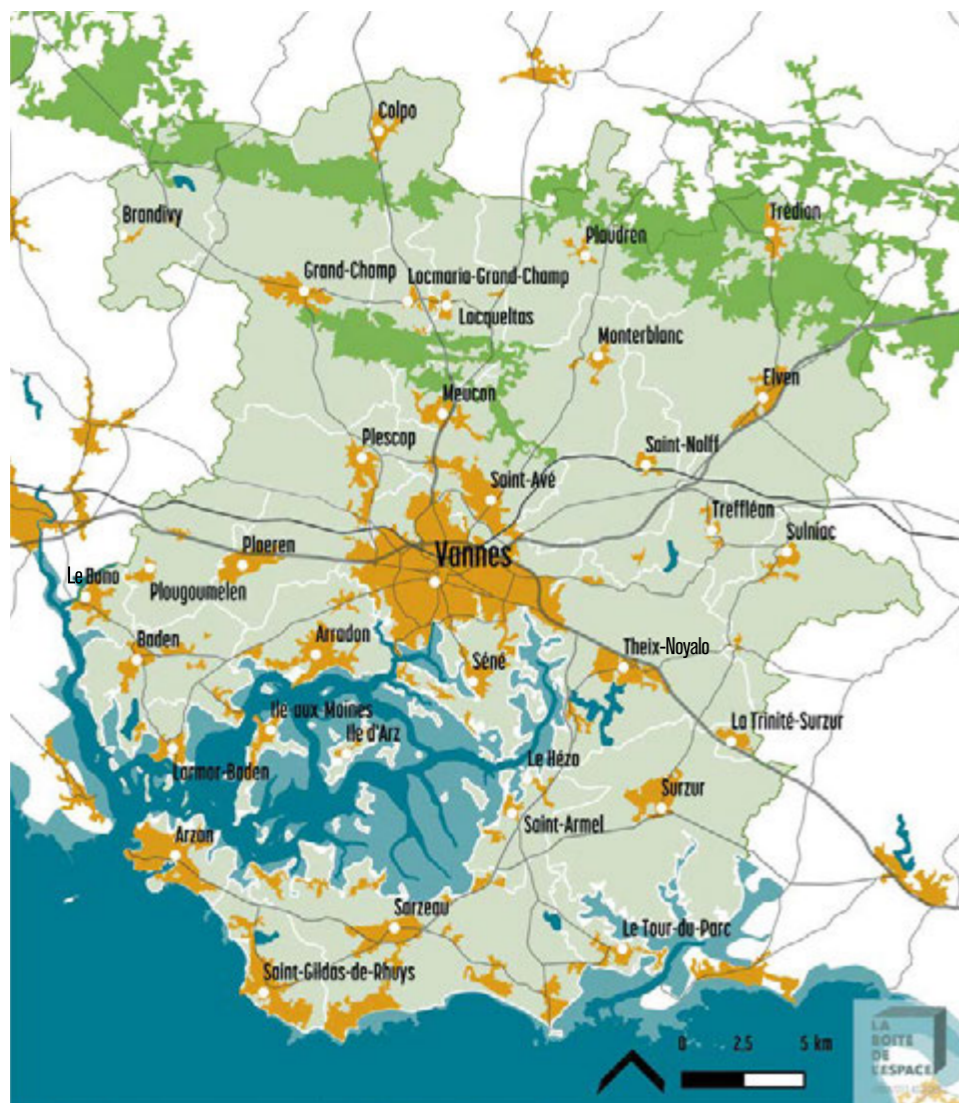 Colpo
Brandivy
Trédion
Plaudren
Grand-Champ
Locmaria-Grand-Champ
Locqueltas
Monterblanc
Meucon
Elven
Plescop
Saint-Nolff
Saint-Avé
Treffléan
Sulniac
Ploeren
Vannes
Le Bono
Plougoumelen
Baden
Arradon
Séné
Theix-Noyalo
Ile aux Moines
Ile d'Arz
La Trinité-Surzur
Larmor-Baden
Le Hézo
Surzur
Saint-Armel
Arzon
Sarzeau
Le Tour-du-Parc
Saint-Gildas-de-Rhuys
0 2.5 5 km
LA
BOITE
DE
L'ESPACE